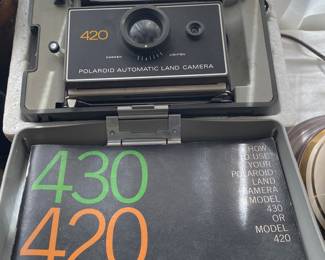 420
DARKEN LIGHTEN
POLAROID AUTOMATIC LAND CAMERA
430
420
HOW
TO USE
YOUR
POLAROID
LAND
CAMERA
MODEL
430
OR
MODEL
420